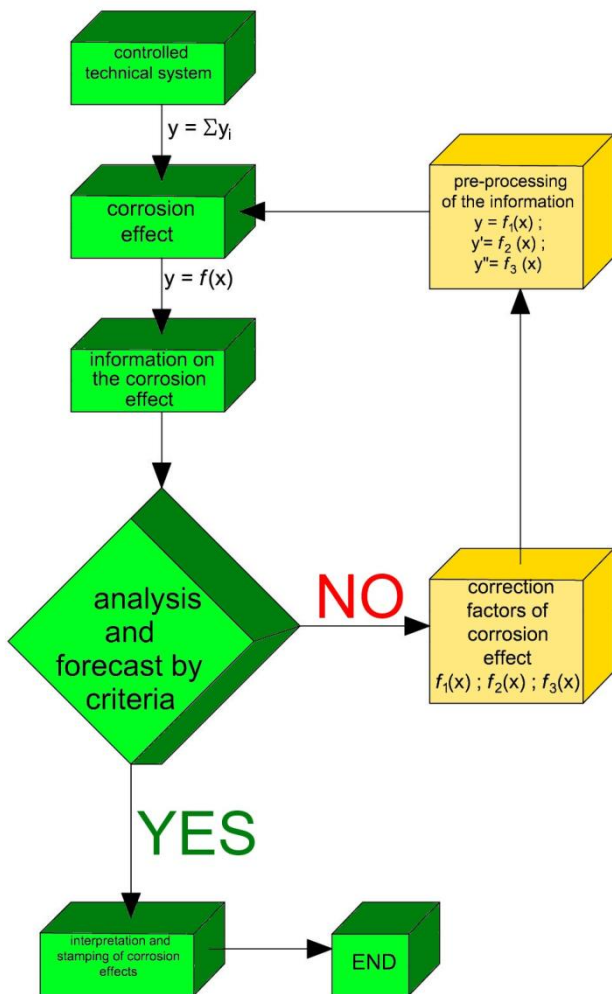 controlled
technical system
y = Σyᵢ
corrosion
effect
y = f(x)
information on
the corrosion
effect
analysis
and
forecast by
criteria
NO
correction
factors of
corrosion
effect
f₁(x) ; f₂(x) ; f₃(x)
pre-processing
of the information
y = f₁(x) ;
y'= f₂ (x) ;
y"= f₃ (x)
YES
interpretation and
stamping of corrosion
effects
END